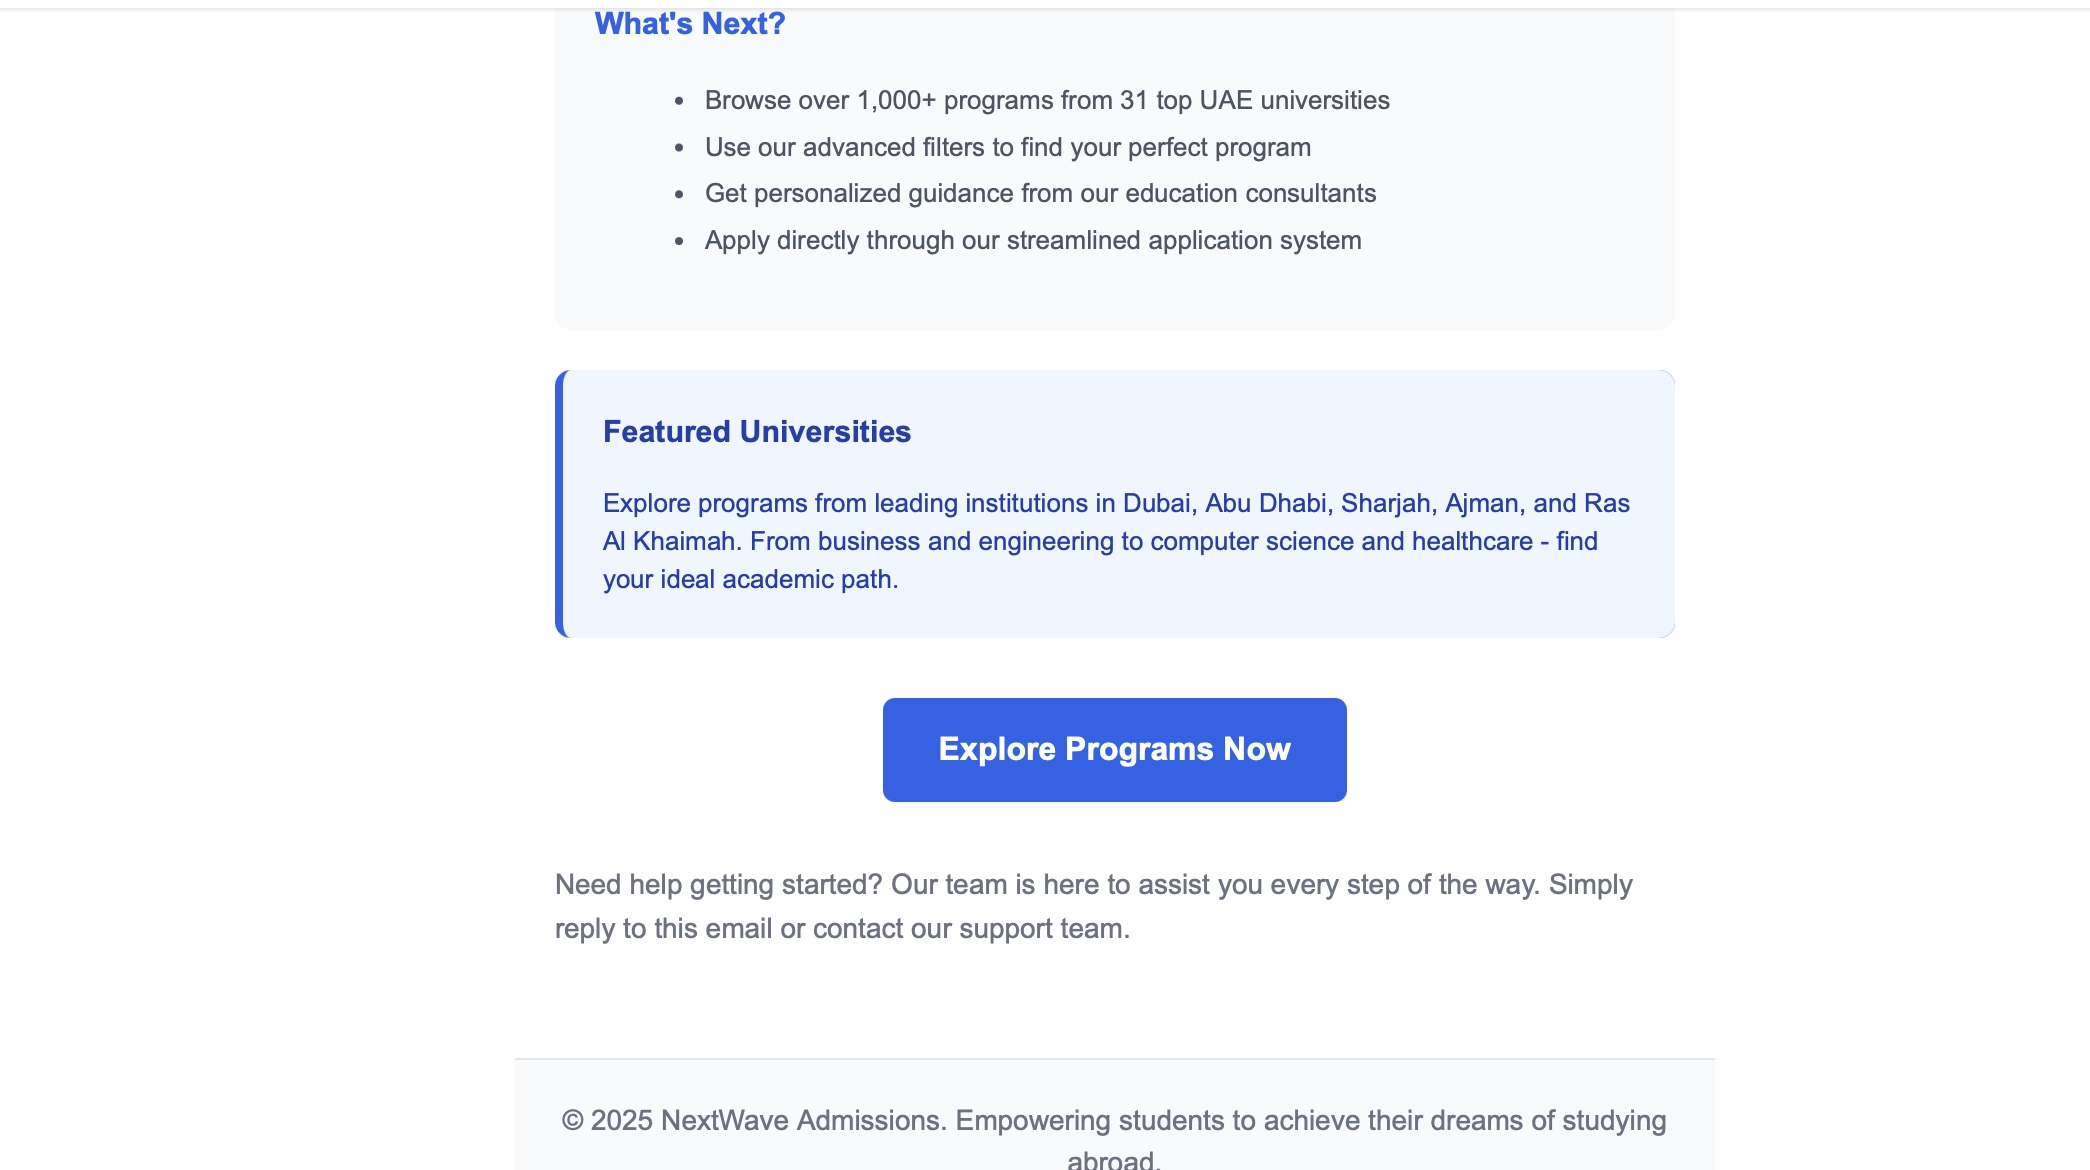 What's Next?
• Browse over 1,000+ programs from 31 top UAE universities
• Use our advanced filters to find your perfect program
• Get personalized guidance from our education consultants
• Apply directly through our streamlined application system
Featured Universities
Explore programs from leading institutions in Dubai, Abu Dhabi, Sharjah, Ajman, and Ras
Al Khaimah. From business and engineering to computer science and healthcare - find
your ideal academic path.
Explore Programs Now
Need help getting started? Our team is here to assist you every step of the way. Simply
reply to this email or contact our support team.
© 2025 NextWave Admissions. Empowering students to achieve their dreams of studying
abroad.